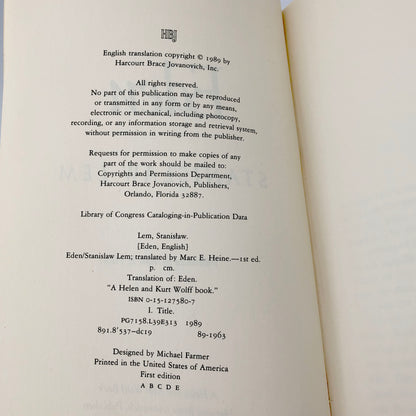 HBJ
English translation copyright © 1989 by
Harcourt Brace Jovanovich, Inc.
All rights reserved.
No part of this publication may be reproduced
or transmitted in any form or by any means,
electronic or mechanical, including photocopy,
recording, or any information storage and retrieval system,
without permission in writing from the publisher.
Requests for permission to make copies of any
part of the work should be mailed to:
Copyrights and Permissions Department,
Harcourt Brace Jovanovich, Publishers,
Orlando, Florida 32887.
Library of Congress Cataloging-in-Publication Data
Lem, Stanisław.
[Eden, English]
Eden/Stanislaw Lem; translated by Marc E. Heine.—1st ed.
p. cm.
Translation of: Eden.
"A Helen and Kurt Wolff book."
ISBN 0-15-127580-7
I. Title.
PG7158.L39E313 1989
891.8'537-dc19 89-1963
Designed by Michael Farmer
Printed in the United States of America
First edition
A B C D E